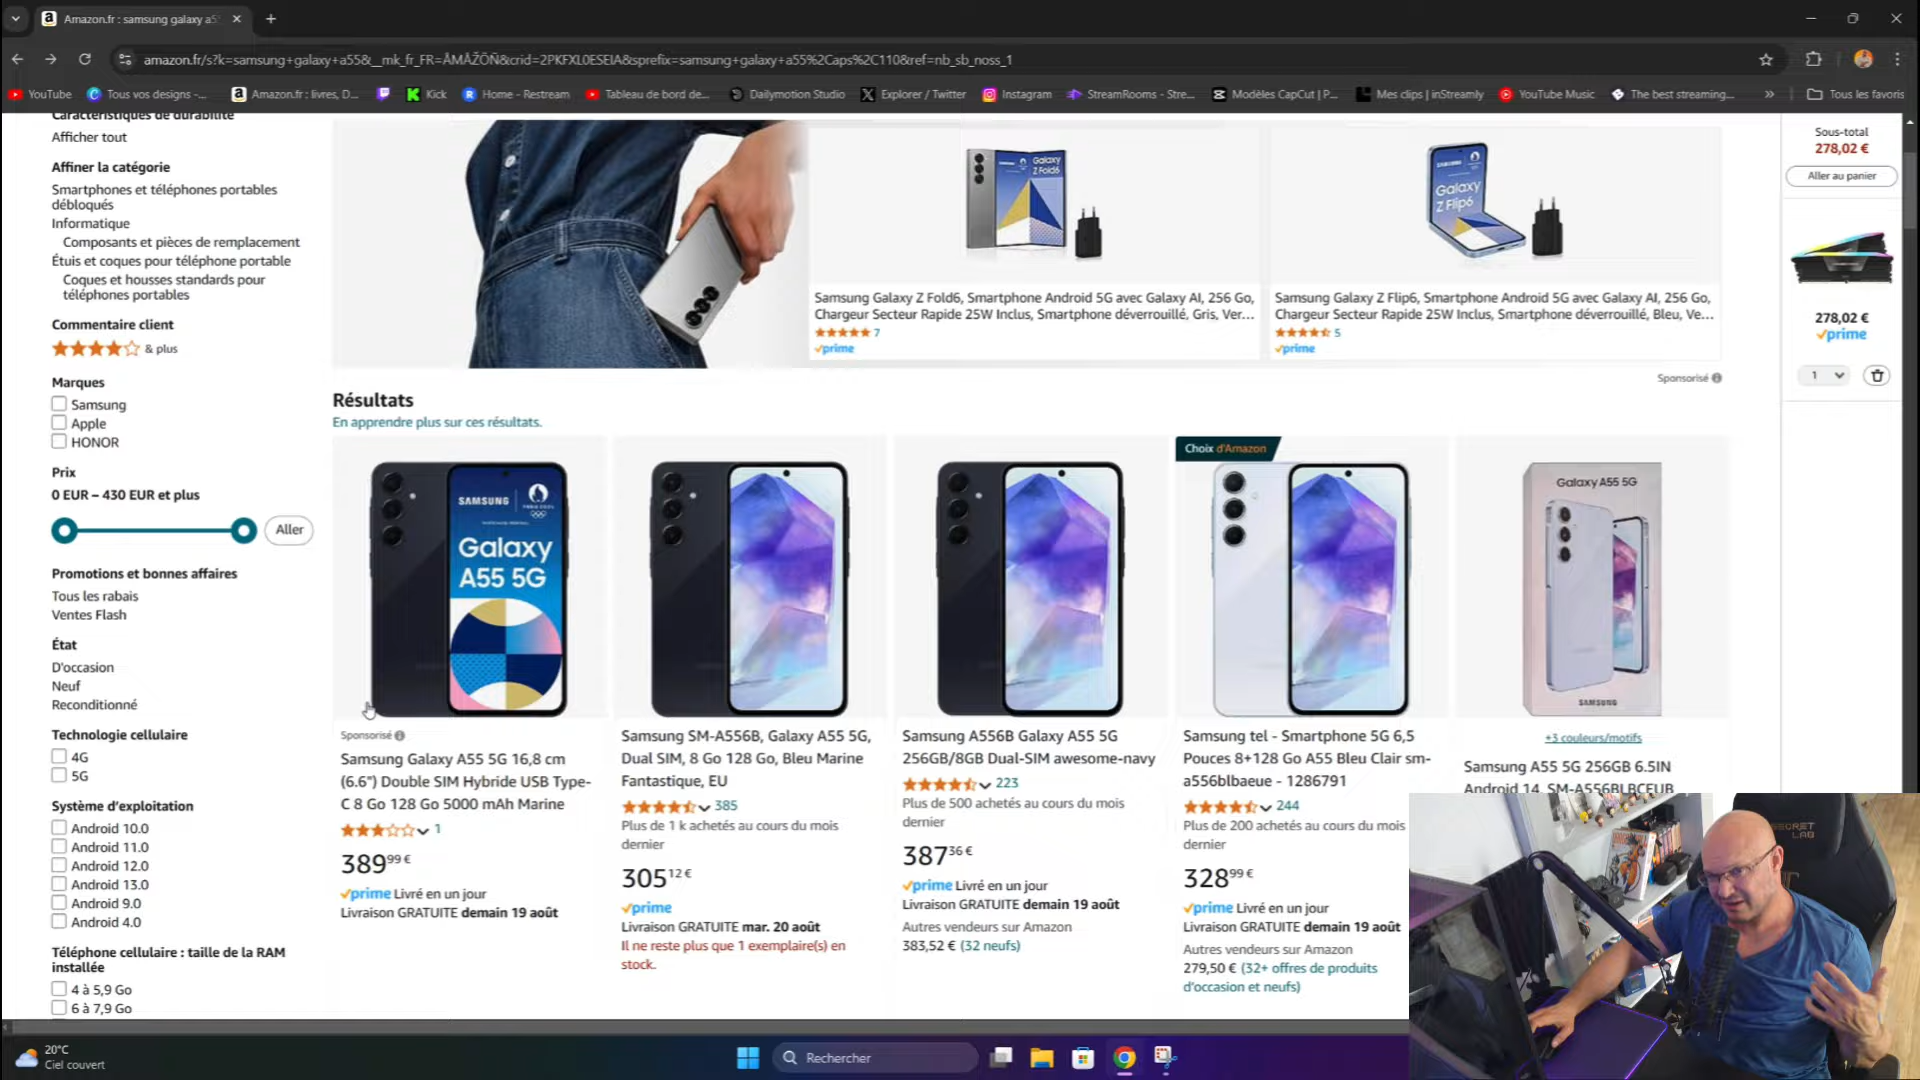 Amazon.fr : samsung galaxy a5
amazon.fr/s?k=samsung+galaxy+a55&__mk_fr_FR=ÅMÅŽÕÑ&crid=2PKFXL0ESEIA&sprefix=samsung+galaxy+a55%2Caps%2C110&ref=nb_sb_noss_1
YouTube
Tous vos designs -...
Amazon.fr : livres, D...
Kick
Home - Restream
Tableau de bord de...
Dailymotion Studio
Explorer / Twitter
Instagram
StreamRooms - Stre...
Modèles CapCut | P...
Mes clips | inStreamly
YouTube Music
The best streaming...
»
Tous les favoris
Caractéristiques de durabilité
Afficher tout
Affiner la catégorie
Smartphones et téléphones portables
débloqués
Informatique
Composants et pièces de remplacement
Étuis et coques pour téléphone portable
Coques et housses standards pour
téléphones portables
Commentaire client
& plus
Marques
Samsung
Apple
HONOR
Prix
0 EUR – 430 EUR et plus
Aller
Promotions et bonnes affaires
Tous les rabais
Ventes Flash
État
D'occasion
Neuf
Reconditionné
Technologie cellulaire
4G
5G
Système d'exploitation
Android 10.0
Android 11.0
Android 12.0
Android 13.0
Android 9.0
Android 4.0
Téléphone cellulaire : taille de la RAM
installée
4 à 5,9 Go
6 à 7,9 Go
Galaxy
Z Fold6
Samsung Galaxy Z Fold6, Smartphone Android 5G avec Galaxy AI, 256 Go,
Chargeur Secteur Rapide 25W Inclus, Smartphone déverrouillé, Gris, Ver...
7
prime
Galaxy
Z Flip6
Samsung Galaxy Z Flip6, Smartphone Android 5G avec Galaxy AI, 256 Go,
Chargeur Secteur Rapide 25W Inclus, Smartphone déverrouillé, Bleu, Ve...
5
prime
Sponsorisé
Résultats
En apprendre plus sur ces résultats.
SAMSUNG
Galaxy
A55 5G
Sponsorisé
Samsung Galaxy A55 5G 16,8 cm
(6.6") Double SIM Hybride USB Type-
C 8 Go 128 Go 5000 mAh Marine
1
389,99 €
prime Livré en un jour
Livraison GRATUITE demain 19 août
Samsung SM-A556B, Galaxy A55 5G,
Dual SIM, 8 Go 128 Go, Bleu Marine
Fantastique, EU
385
Plus de 1 k achetés au cours du mois
dernier
305,12 €
prime
Livraison GRATUITE mar. 20 août
Il ne reste plus que 1 exemplaire(s) en
stock.
Samsung A556B Galaxy A55 5G
256GB/8GB Dual-SIM awesome-navy
223
Plus de 500 achetés au cours du mois
dernier
387,36 €
prime Livré en un jour
Livraison GRATUITE demain 19 août
Autres vendeurs sur Amazon
383,52 € (32 neufs)
Choix d'Amazon
Samsung tel - Smartphone 5G 6,5
Pouces 8+128 Go A55 Bleu Clair sm-
a556blbaeue - 1286791
244
Plus de 200 achetés au cours du mois
dernier
328,99 €
prime Livré en un jour
Livraison GRATUITE demain 19 août
Autres vendeurs sur Amazon
279,50 € (32+ offres de produits
d'occasion et neufs)
Galaxy A55 5G
SAMSUNG
+3 couleurs/motifs
Samsung A55 5G 256GB 6.5IN
Android 14, SM-A556BLBCEUB
Sous-total
278,02 €
Aller au panier
278,02 €
prime
1
SECRET
LAB
20°C
Ciel couvert
Rechercher